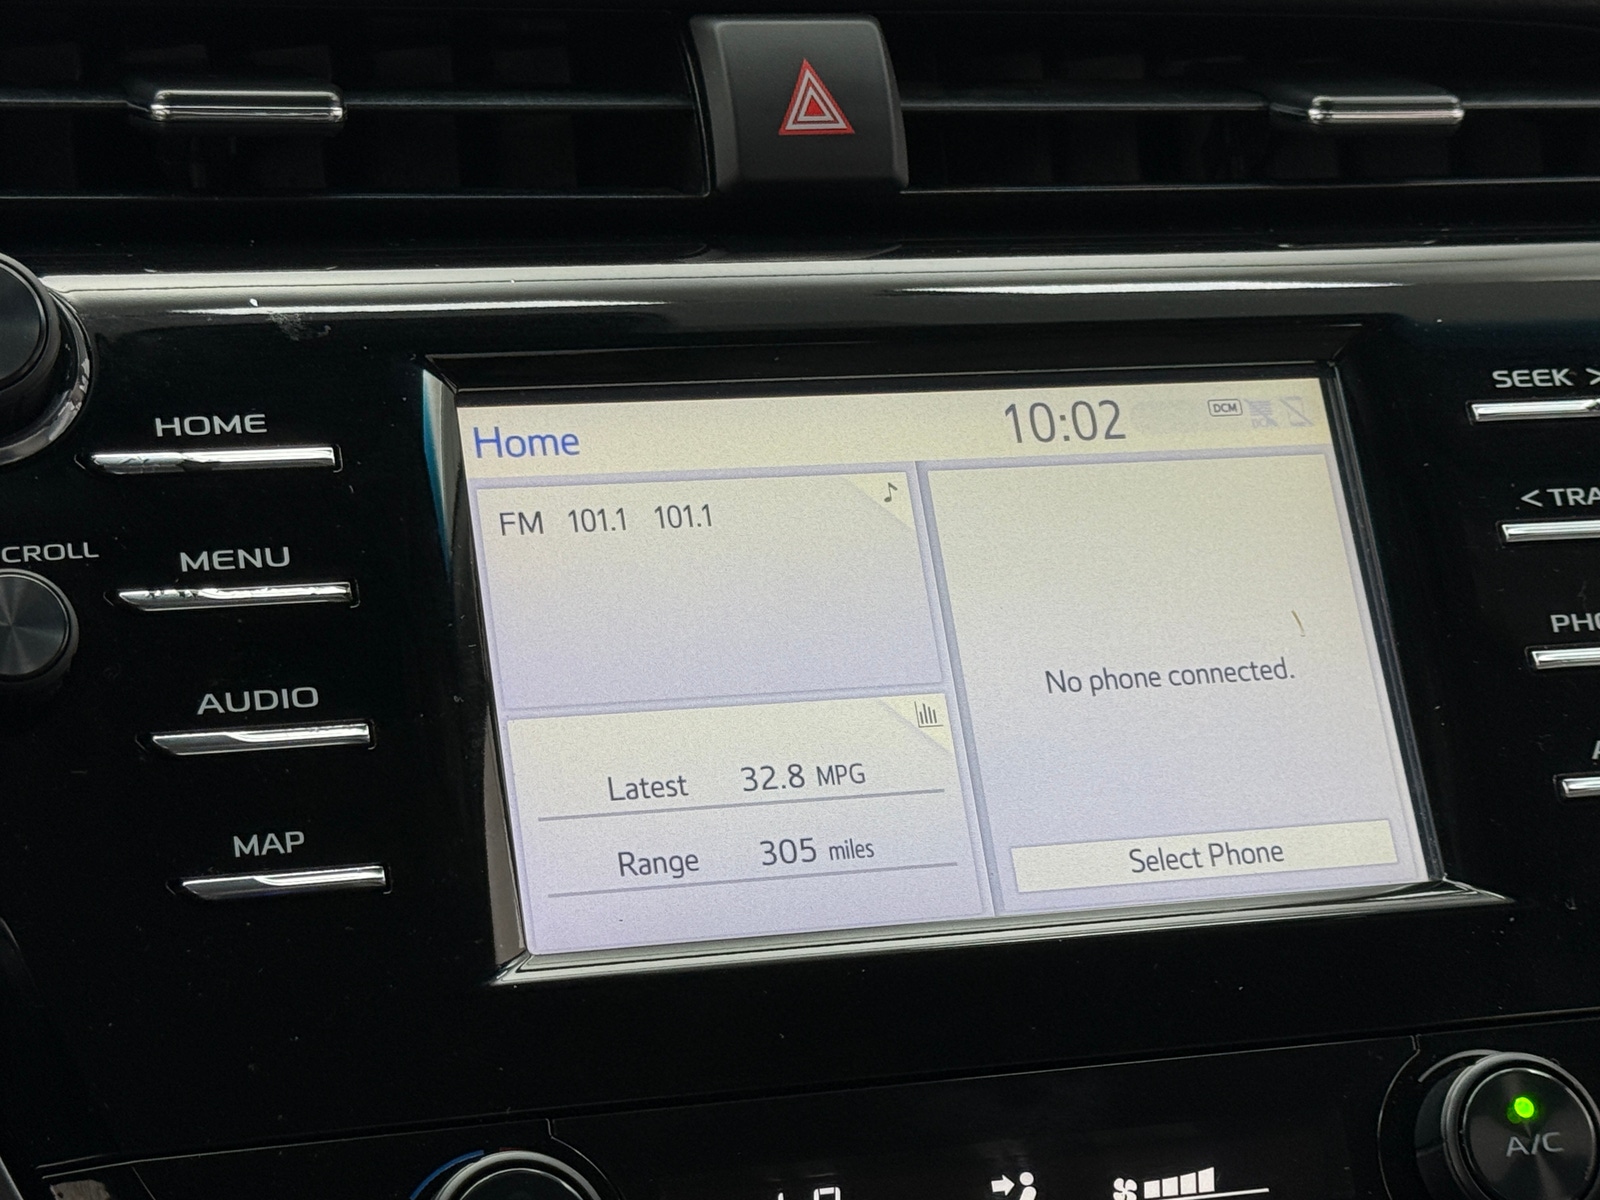 HOME
MENU
CROLL
AUDIO
MAP
Home
10:02
DCM
FM 101.1 101.1
Latest 32.8 MPG
Range 305 miles
No phone connected.
Select Phone
SEEK >
< TRA
PHO
A/C